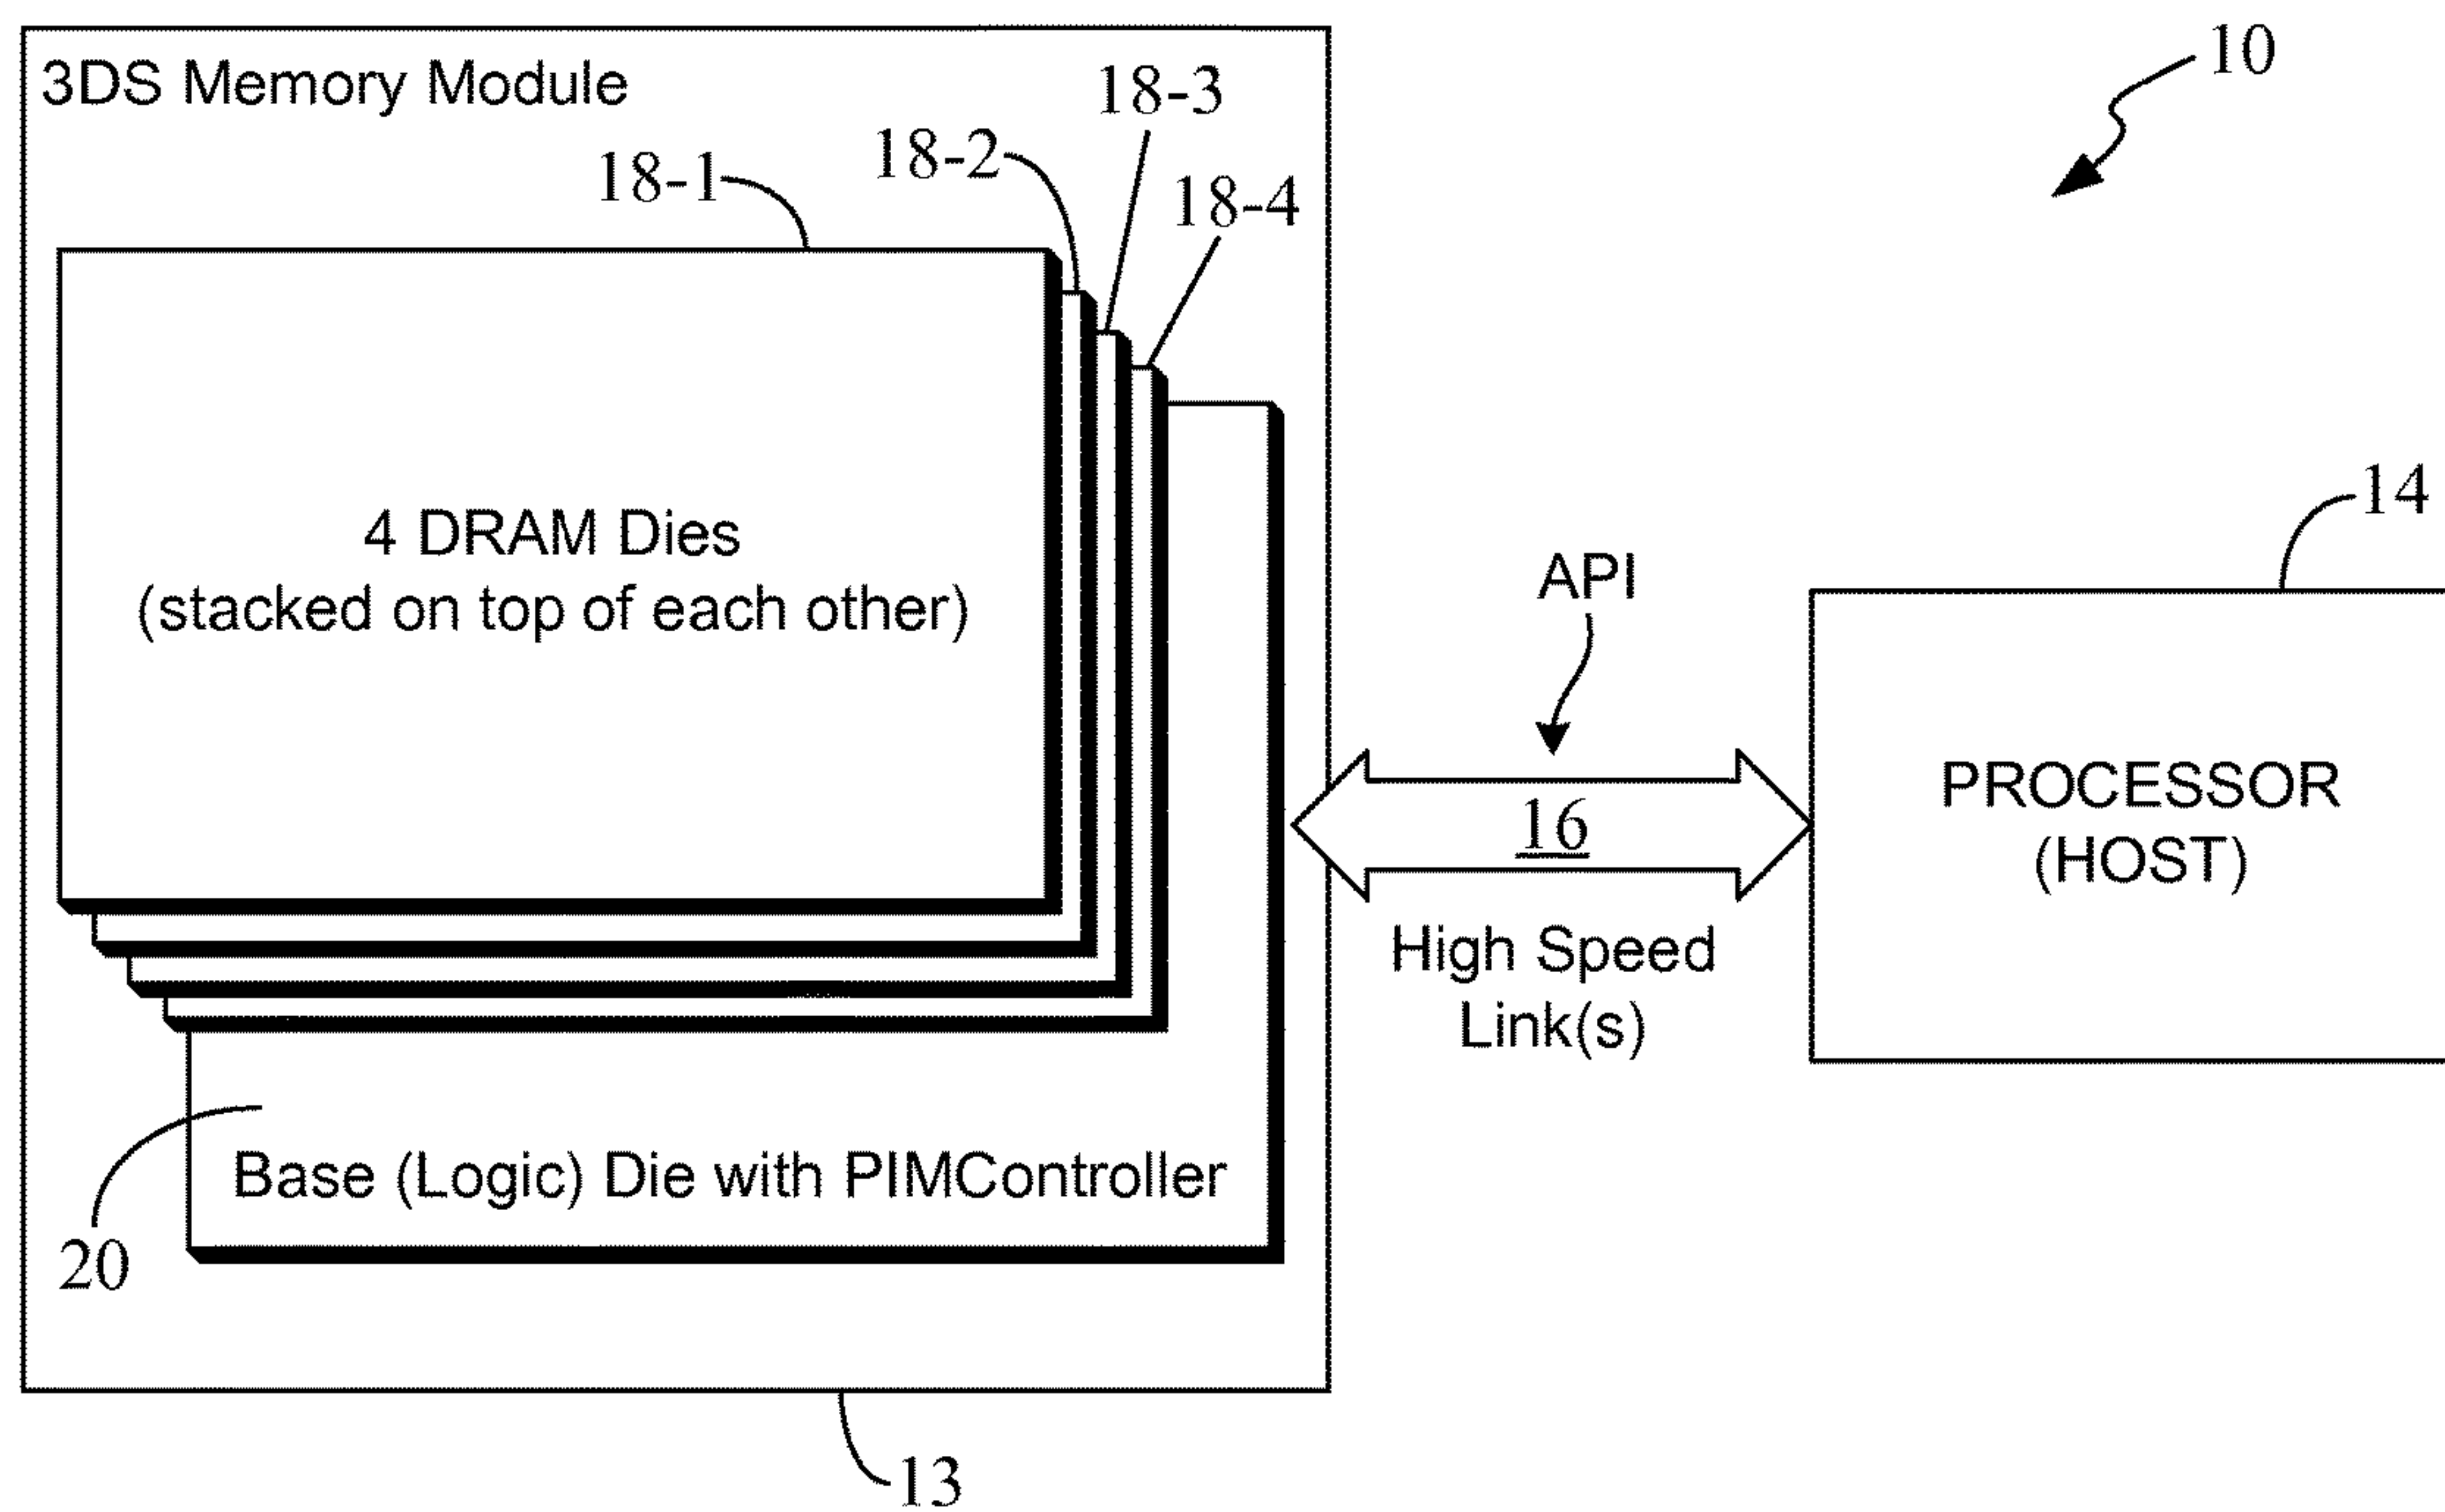 10
3DS Memory Module
18-3
18-2
18-1
18-4
4 DRAM Dies
(stacked on top of each other)
14
API
PROCESSOR
(HOST)
16
High Speed
Link(s)
Base (Logic) Die with PIMController
20
13